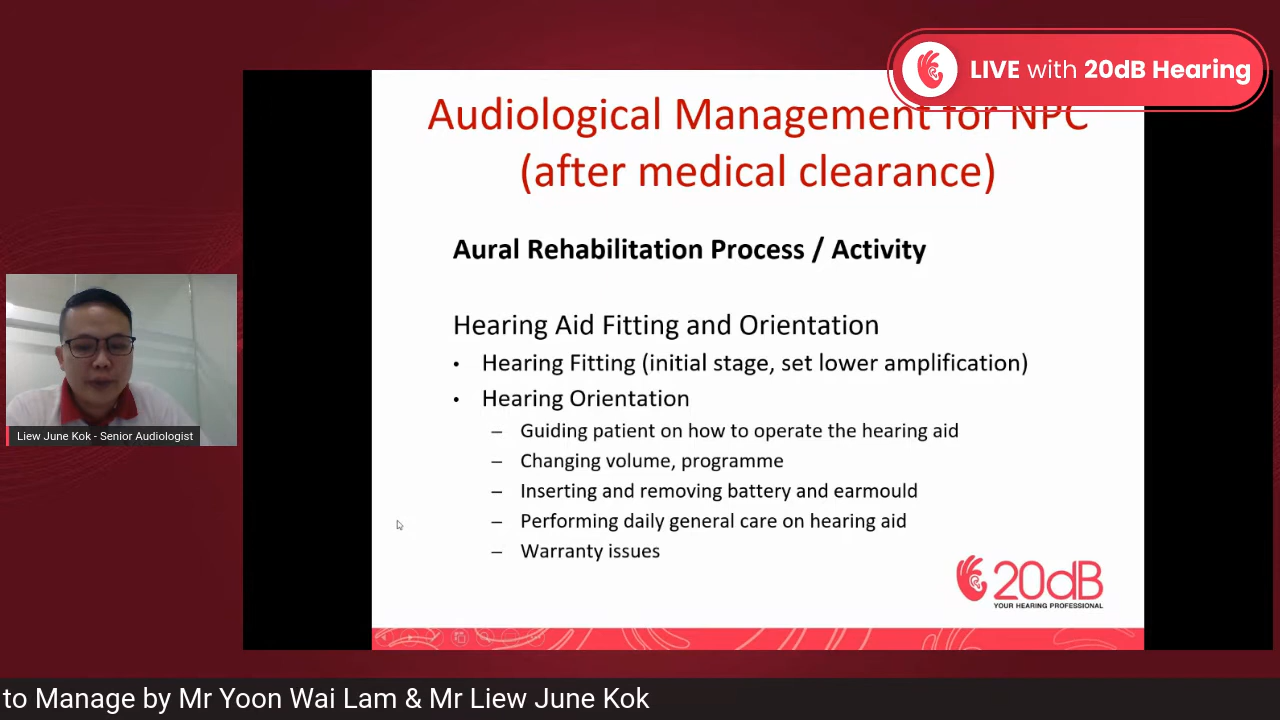 LIVE with 20dB Hearing
Audiological Management for NPC
(after medical clearance)
Aural Rehabilitation Process / Activity
Hearing Aid Fitting and Orientation
• Hearing Fitting (initial stage, set lower amplification)
• Hearing Orientation
– Guiding patient on how to operate the hearing aid
– Changing volume, programme
– Inserting and removing battery and earmould
– Performing daily general care on hearing aid
– Warranty issues
20dB
YOUR HEARING PROFESSIONAL
Liew June Kok - Senior Audiologist
to Manage by Mr Yoon Wai Lam & Mr Liew June Kok